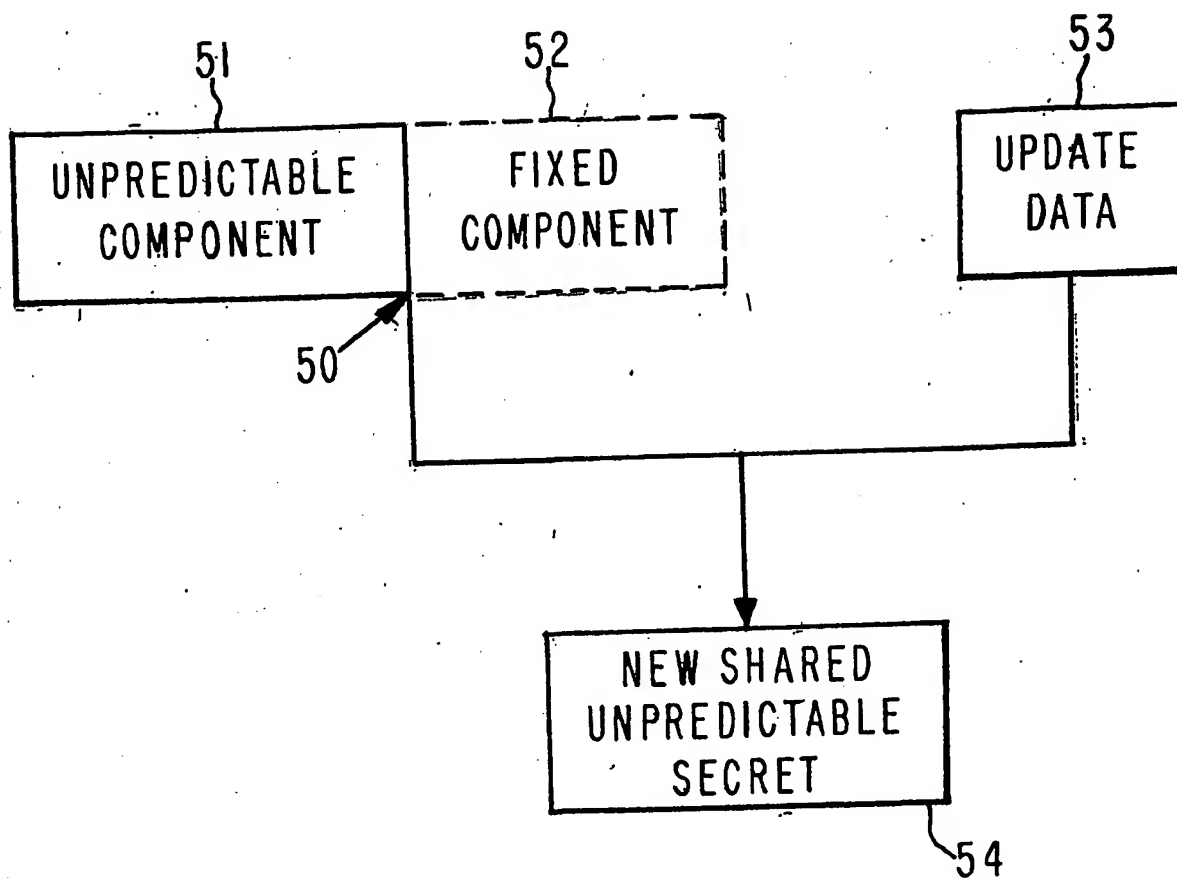 51
52
53
UNPREDICTABLE
COMPONENT
FIXED
COMPONENT
UPDATE
DATA
50
NEW SHARED
UNPREDICTABLE
SECRET
54